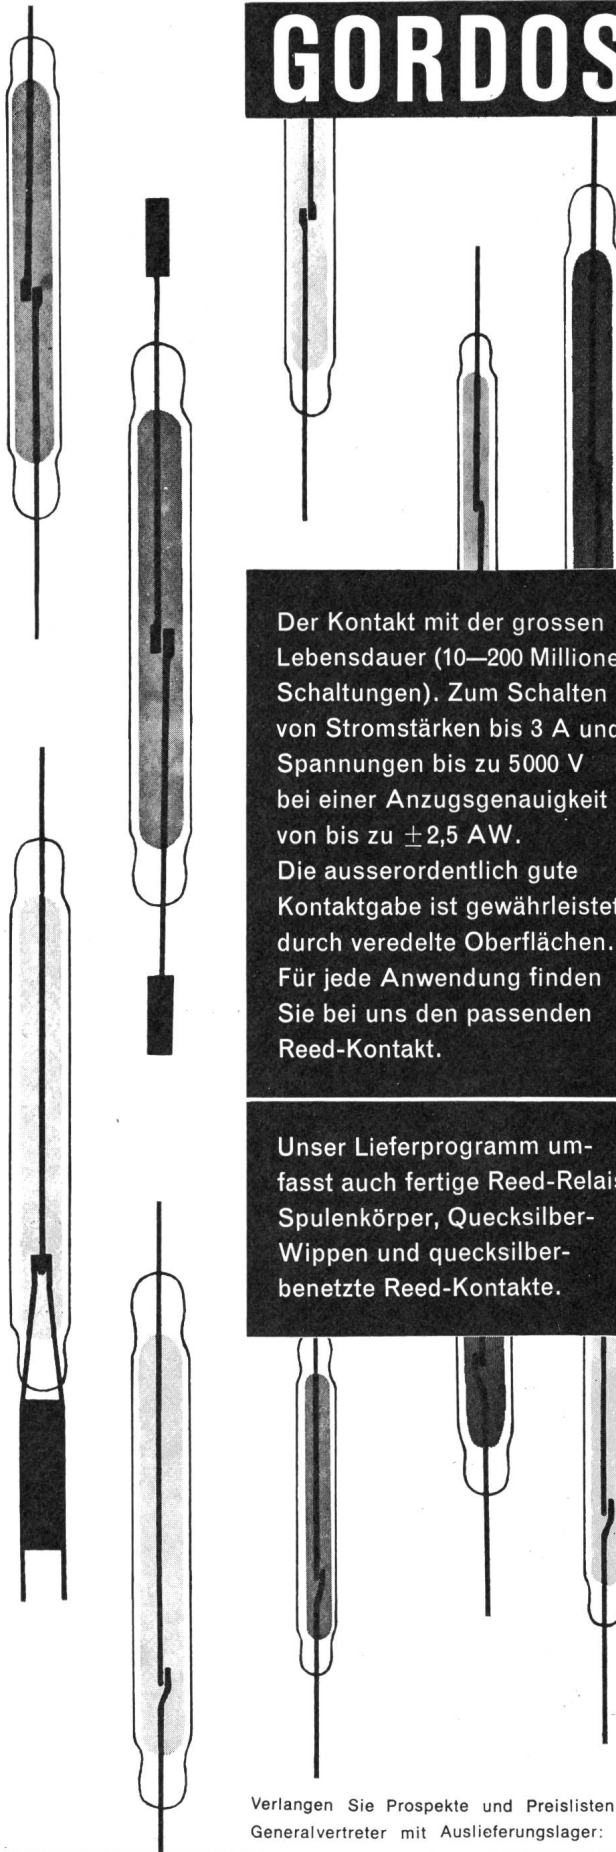 GORDOS
Der Kontakt mit der grossen
Lebensdauer (10—200 Millione
Schaltungen). Zum Schalten
von Stromstärken bis 3 A und
Spannungen bis zu 5000 V
bei einer Anzugsgenauigkeit
von bis zu ±2,5 AW.
Die ausserordentlich gute
Kontaktgabe ist gewährleistet
durch veredelte Oberflächen.
Für jede Anwendung finden
Sie bei uns den passenden
Reed-Kontakt.
Unser Lieferprogramm um-
fasst auch fertige Reed-Relais
Spulenkörper, Quecksilber-
Wippen und quecksilber-
benetzte Reed-Kontakte.
Verlangen Sie Prospekte und Preislisten
Generalvertreter mit Auslieferungslager: